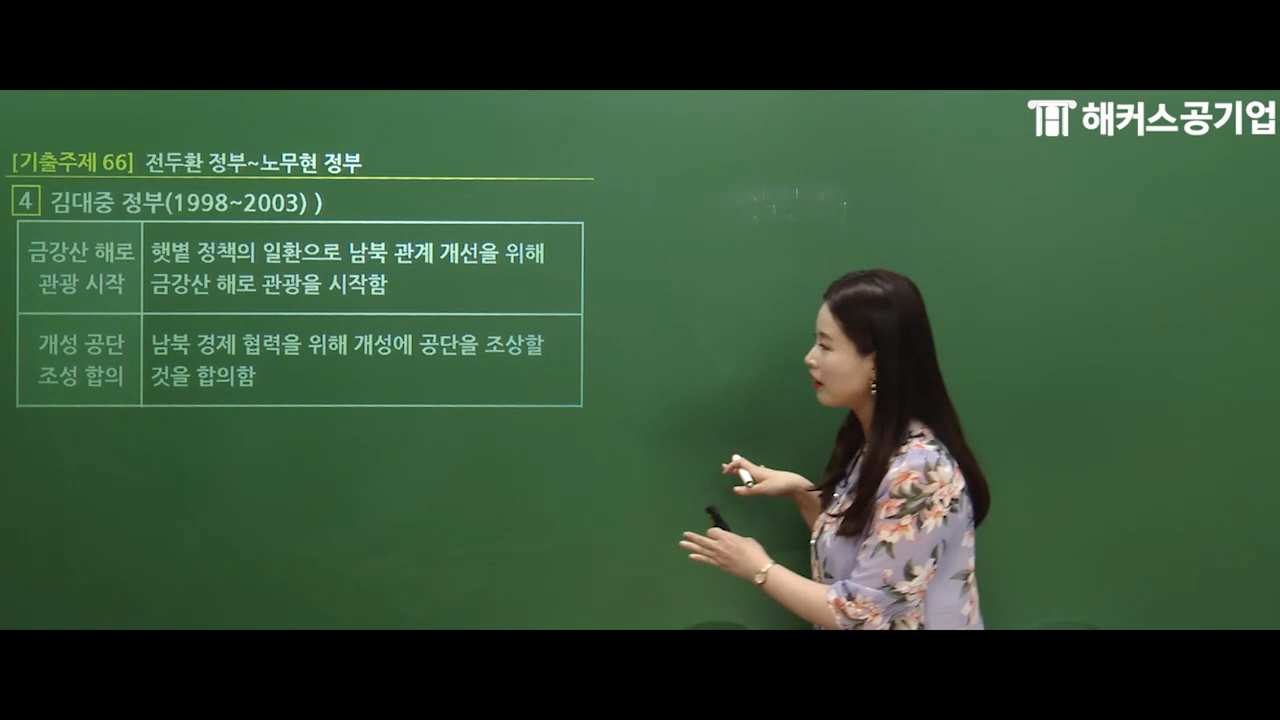 해커스공기업
[기출주제 66] 전두환 정부~노무현 정부
4 김대중 정부(1998~2003) )
금강산 해로
관광 시작
햇볕 정책의 일환으로 남북 관계 개선을 위해
금강산 해로 관광을 시작함
개성 공단
조성 합의
남북 경제 협력을 위해 개성에 공단을 조상할
것을 합의함